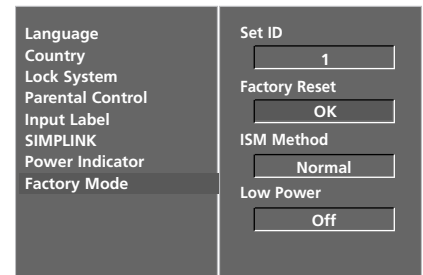 Language
Country
Lock System
Parental Control
Input Label
SIMPLINK
Power Indicator
Factory Mode
Set ID
1
Factory Reset
OK
ISM Method
Normal
Low Power
Off